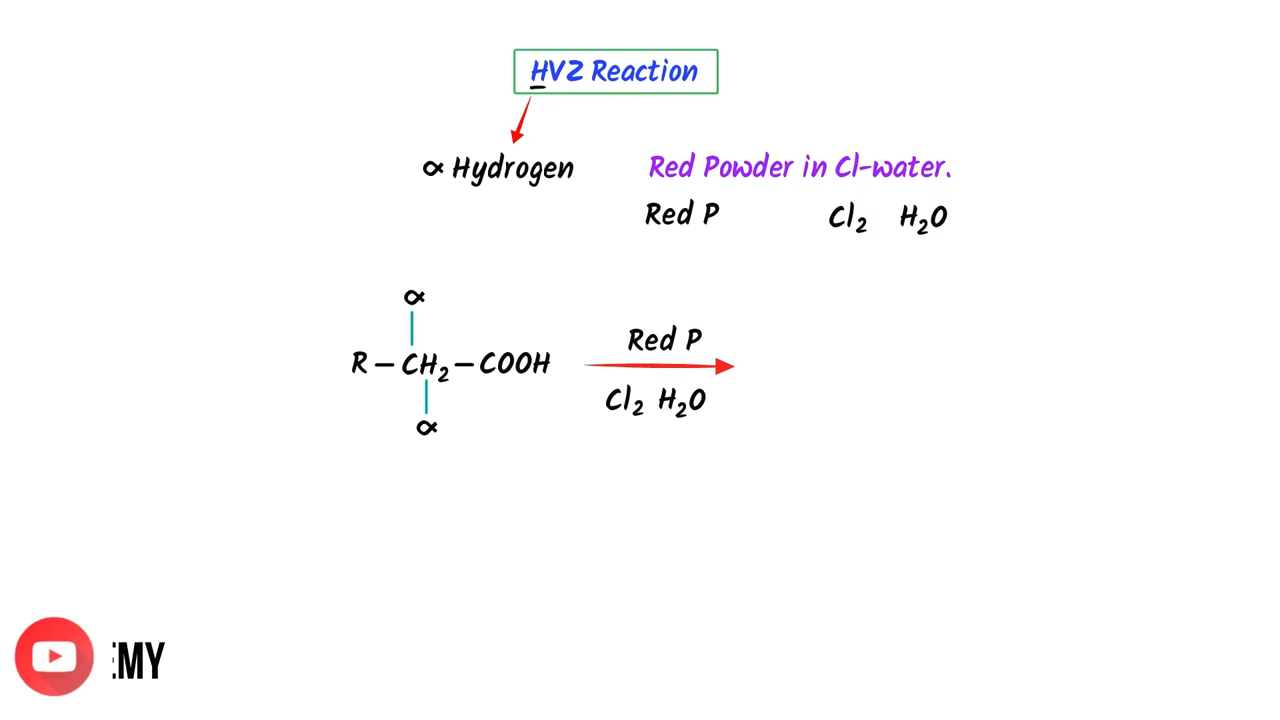 HVZ Reaction
∝ Hydrogen
Red Powder in Cl-water.
Red P Cl₂ H₂O
∝
R – CH₂ – COOH
∝
Red P
Cl₂ H₂O
MY